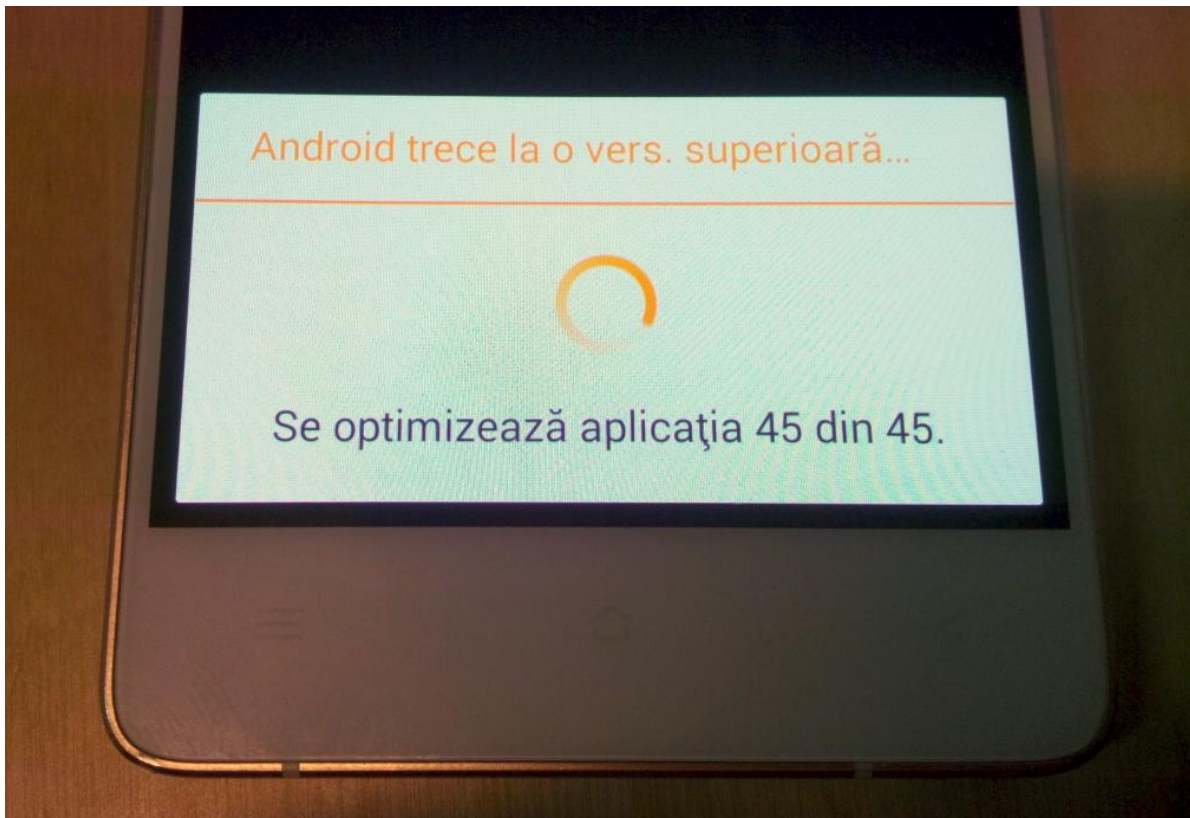 Android trece la o vers. superioară...
Se optimizează aplicaţia 45 din 45.